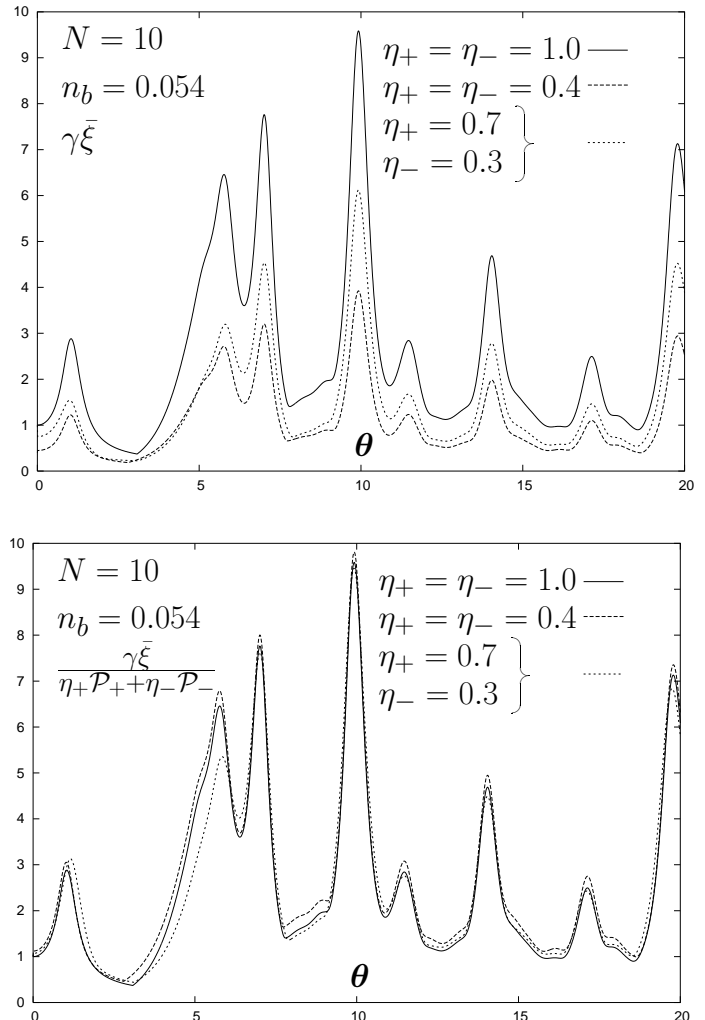 10
9
8
7
6
5
4
3
2
1
0
N = 10
n_b = 0.054
γξ̄
η₊ = η₋ = 1.0
η₊ = η₋ = 0.4
η₊ = 0.7
η₋ = 0.3
θ
0 5 10 15 20
10
9
8
7
6
5
4
3
2
1
0
N = 10
n_b = 0.054
γξ̄
η₊P₊+η₋P₋
η₊ = η₋ = 1.0
η₊ = η₋ = 0.4
η₊ = 0.7
η₋ = 0.3
θ
0 5 10 15 20